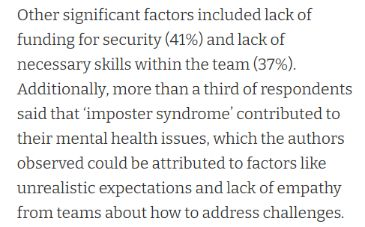 Other significant factors included lack of
funding for security (41%) and lack of
necessary skills within the team (37%).
Additionally, more than a third of respondents
said that ‘imposter syndrome’ contributed to
their mental health issues, which the authors
observed could be attributed to factors like
unrealistic expectations and lack of empathy
from teams about how to address challenges.